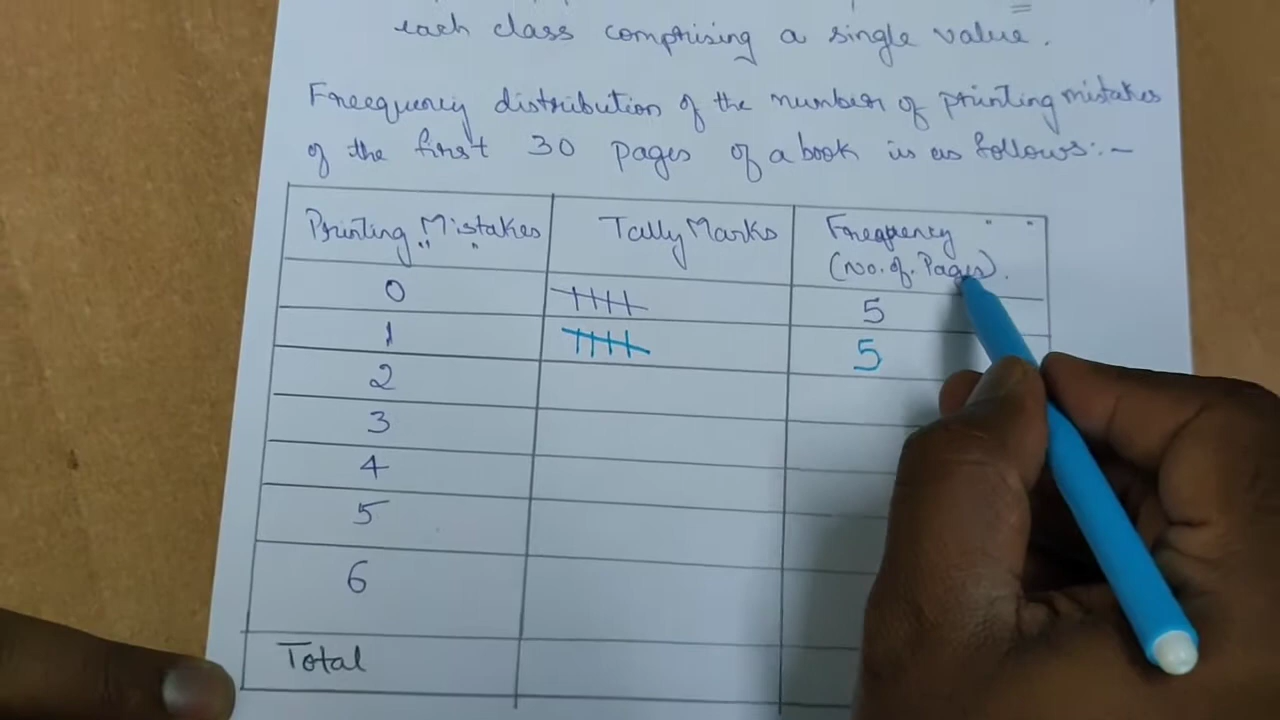 each class comprising a single value.
Freequency distribution of the number of printing mistakes
of the first 30 pages of a book is as follows:-
Printing Mistakes Tally Marks Frequency
(No. of. Pages).
0 5
1 5
2
3
4
5
6
Total